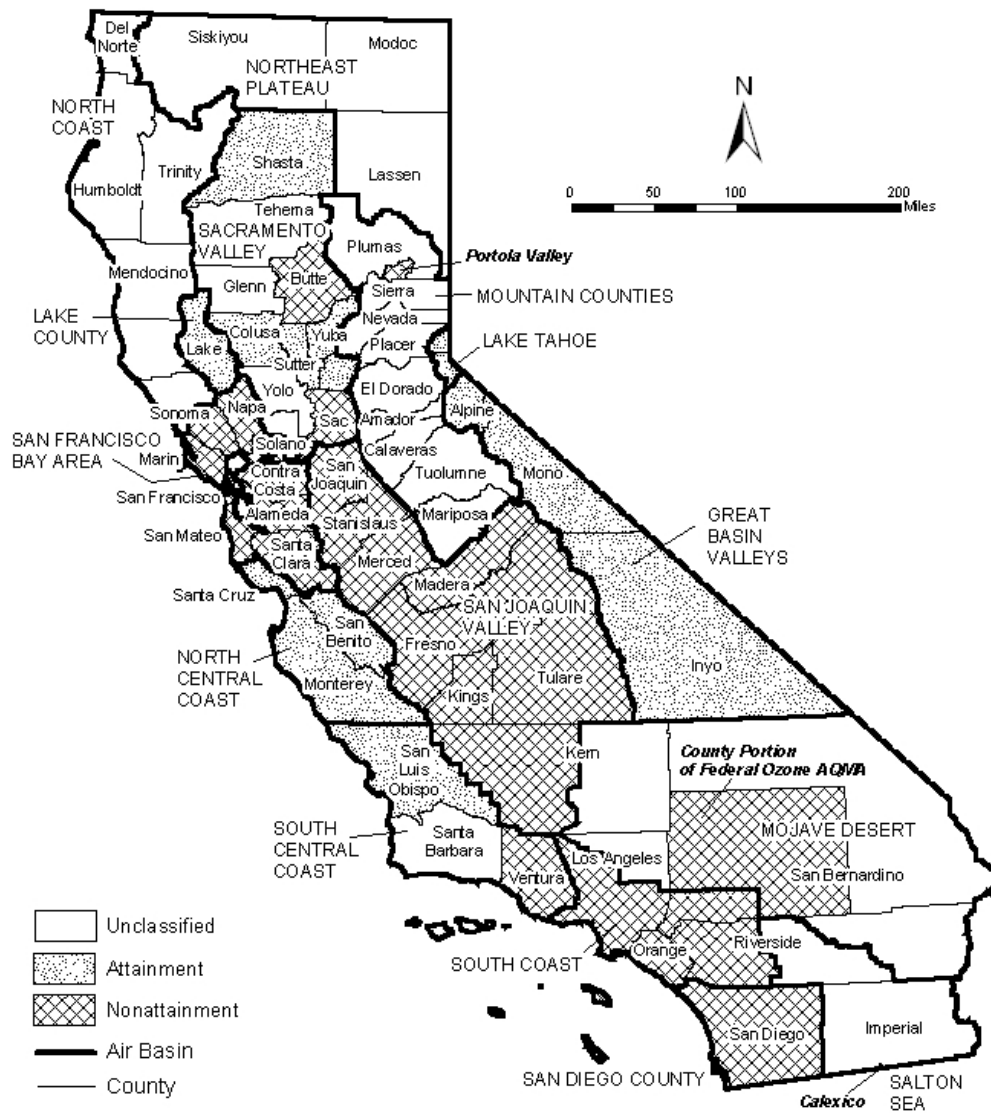 Del
Norte
Siskiyou
Modoc
NORTHEAST
PLATEAU
NORTH
COAST
N
Shasta
Trinity
Lassen
Humboldt
0 50 100 200
Miles
Tehema
SACRAMENTO
VALLEY
Plumas
Portola Valley
Mendocino
Butte
Glenn
Sierra
MOUNTAIN COUNTIES
LAKE
COUNTY
Nevada
Colusa
Yuba
Placer
Lake
Sutter
LAKE TAHOE
Yolo
El Dorado
Napa
Sonoma
Sac
Amador
Alpine
SAN FRANCISCO
BAY AREA
Solano
Calaveras
Marin
Contra
Costa
San
Joaquin
Tuolumne
Mono
San Francisco
Alameda
Stanislaus
Mariposa
GREAT
BASIN
VALLEYS
San Mateo
Santa
Clara
Merced
Madera
Santa Cruz
SAN JOAQUIN
VALLEY
San
Benito
Fresno
NORTH
CENTRAL
COAST
Monterey
Kings
Tulare
Inyo
San
Luis
Obispo
Kern
County Portion
of Federal Ozone AQMA
SOUTH
CENTRAL
COAST
Santa
Barbara
MOJAVE DESERT
Los Angeles
San Bernardino
Ventura
Unclassified
Attainment
Nonattainment
Air Basin
County
Orange
Riverside
SOUTH COAST
San Diego
Imperial
SAN DIEGO COUNTY
Calexico
SALTON
SEA